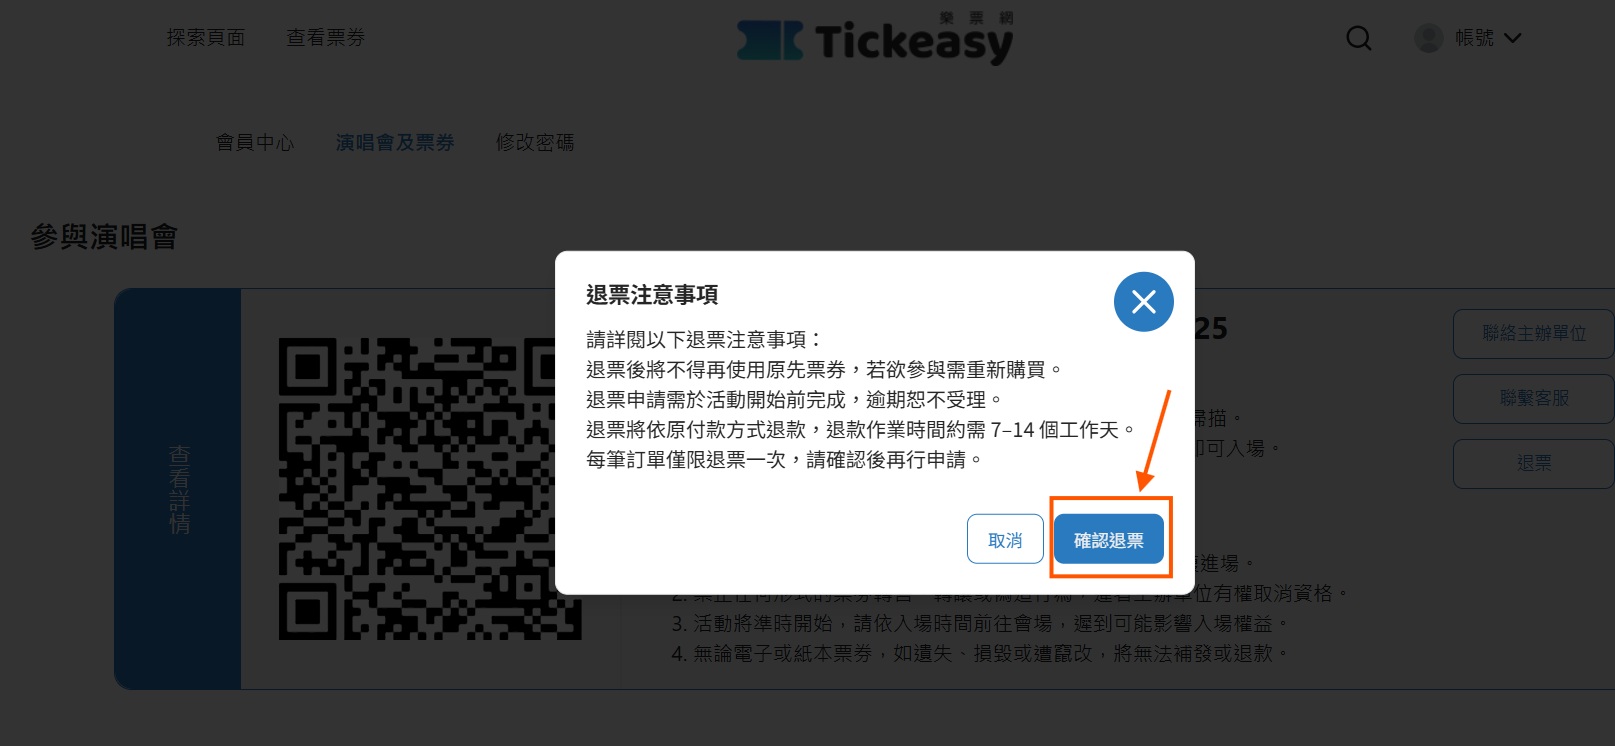 探索頁面 查看票券 樂票網 Tickeasy 帳號
會員中心 演唱會及票券 修改密碼
參與演唱會
查看詳情
25
聯絡主辦單位
聯繫客服
退票
掃描。
即可入場。
退票注意事項
請詳閱以下退票注意事項：
退票後將不得再使用原先票券，若欲參與需重新購買。
退票申請需於活動開始前完成，逾期恕不受理。
退票將依原付款方式退款，退款作業時間約需 7–14 個工作天。
每筆訂單僅限退票一次，請確認後再行申請。
取消 確認退票
進場。
位有權取消資格。
3. 活動將準時開始，請依入場時間前往會場，遲到可能影響入場權益。
4. 無論電子或紙本票券，如遺失、損毀或遭竄改，將無法補發或退款。